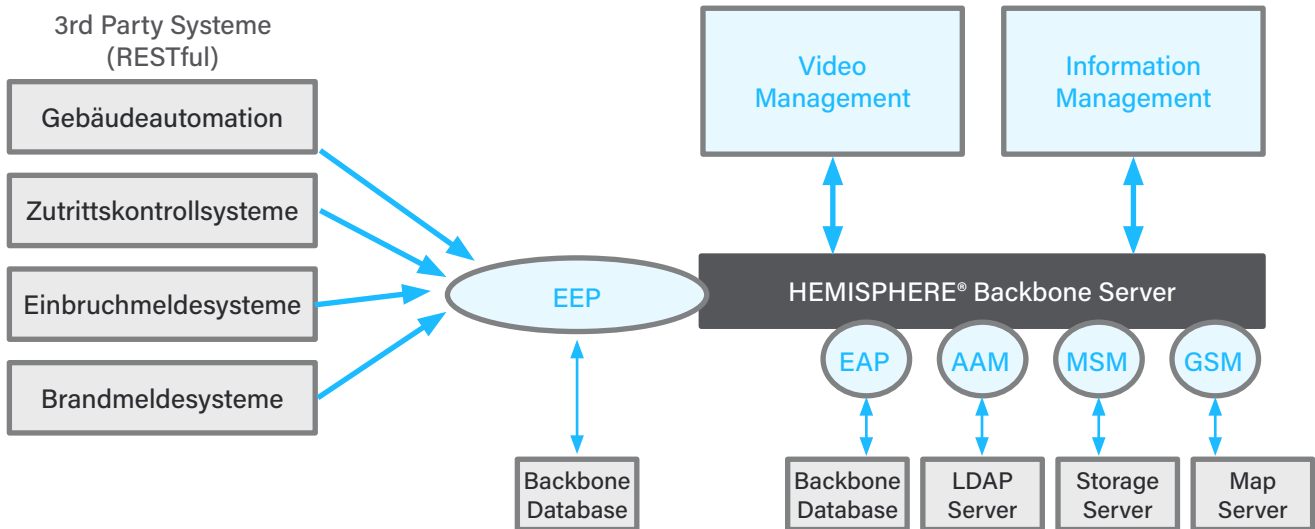 3rd Party Systeme
(RESTful)
Gebäudeautomation
Zutrittskontrollsysteme
Einbruchmeldesysteme
Brandmeldesysteme
Video
Management
Information
Management
EEP
HEMISPHERE® Backbone Server
EAP
AAM
MSM
GSM
Backbone
Database
Backbone
Database
LDAP
Server
Storage
Server
Map
Server